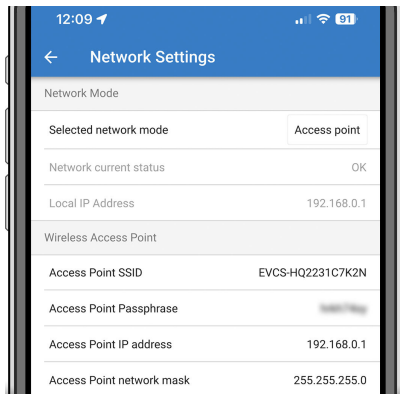 12:09
91
Network Settings
Network Mode
Selected network mode Access point
Network current status OK
Local IP Address 192.168.0.1
Wireless Access Point
Access Point SSID EVCS-HQ2231C7K2N
Access Point Passphrase
Access Point IP address 192.168.0.1
Access Point network mask 255.255.255.0